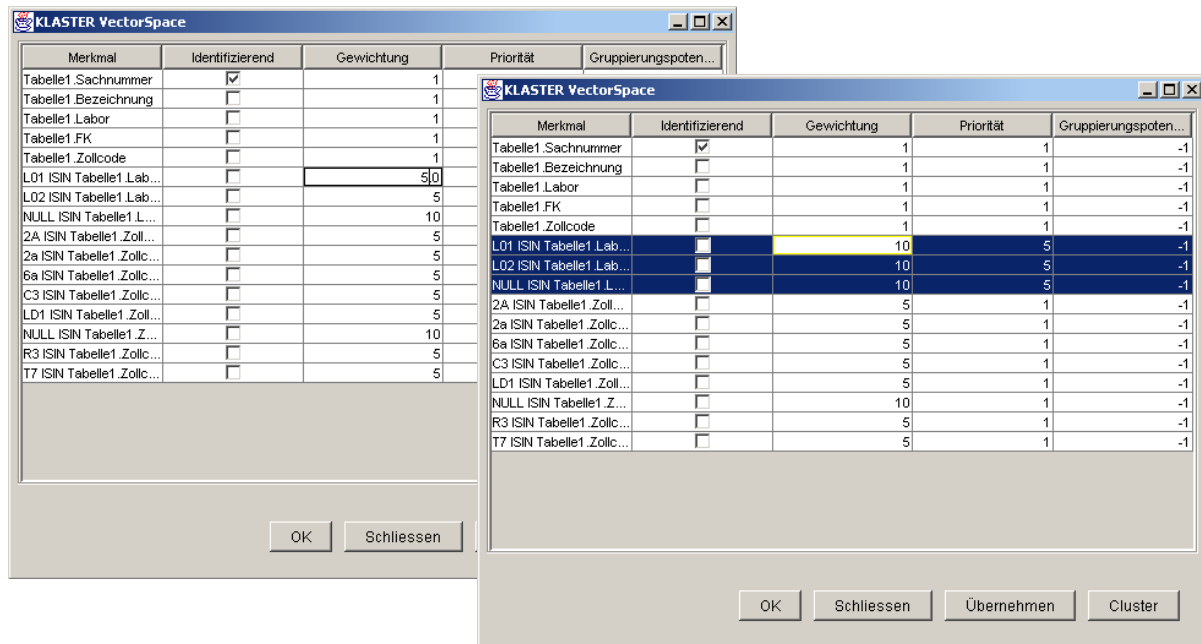 KLASTER VectorSpace
Merkmal Identifizierend Gewichtung Priorität Gruppierungspoten...
Tabelle1.Sachnummer 1
Tabelle1.Bezeichnung 1
Tabelle1.Labor 1
Tabelle1.FK 1
Tabelle1.Zollcode 1
L01 ISIN Tabelle1.Lab... 5.0
L02 ISIN Tabelle1.Lab... 5
NULL ISIN Tabelle1.L... 10
2A ISIN Tabelle1.Zoll... 5
2a ISIN Tabelle1.Zollc... 5
6a ISIN Tabelle1.Zollc... 5
C3 ISIN Tabelle1.Zollc... 5
LD1 ISIN Tabelle1.Zoll... 5
NULL ISIN Tabelle1.Z... 10
R3 ISIN Tabelle1.Zollc... 5
T7 ISIN Tabelle1.Zollc... 5
OK Schliessen
KLASTER VectorSpace
Merkmal Identifizierend Gewichtung Priorität Gruppierungspoten...
Tabelle1.Sachnummer 1 1 -1
Tabelle1.Bezeichnung 1 1 -1
Tabelle1.Labor 1 1 -1
Tabelle1.FK 1 1 -1
Tabelle1.Zollcode 1 1 -1
L01 ISIN Tabelle1.Lab... 10 5 -1
L02 ISIN Tabelle1.Lab... 10 5 -1
NULL ISIN Tabelle1.L... 10 5 -1
2A ISIN Tabelle1.Zoll... 5 1 -1
2a ISIN Tabelle1.Zollc... 5 1 -1
6a ISIN Tabelle1.Zollc... 5 1 -1
C3 ISIN Tabelle1.Zollc... 5 1 -1
LD1 ISIN Tabelle1.Zoll... 5 1 -1
NULL ISIN Tabelle1.Z... 10 1 -1
R3 ISIN Tabelle1.Zollc... 5 1 -1
T7 ISIN Tabelle1.Zollc... 5 1 -1
OK Schliessen Übernehmen Cluster